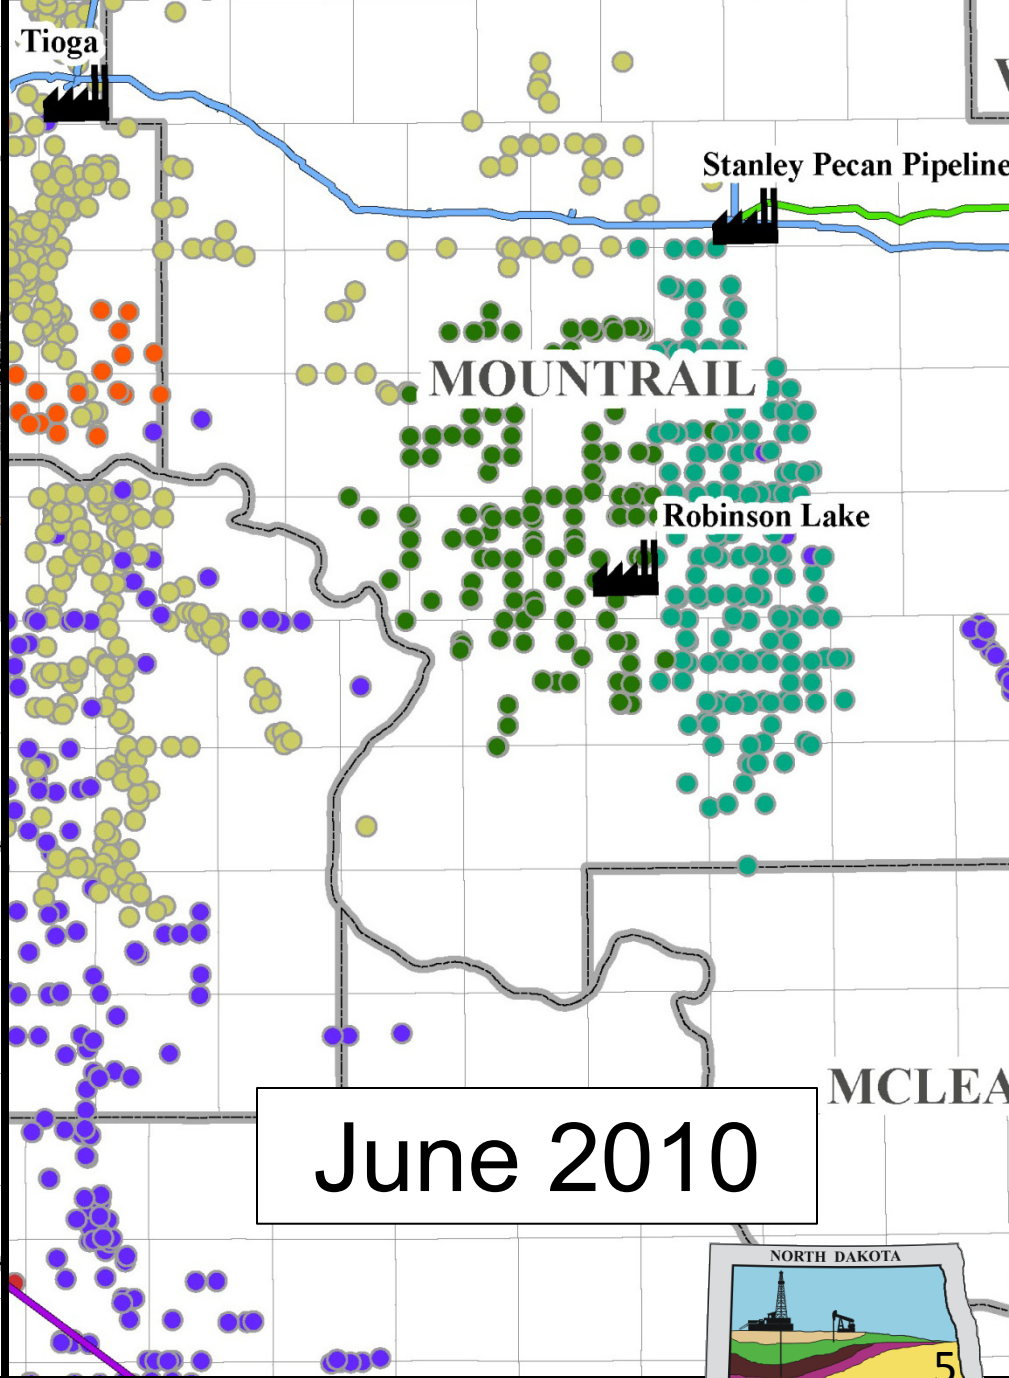 Tioga
Stanley Pecan Pipeline
MOUNTRAIL
Robinson Lake
MCLEA
June 2010
NORTH DAKOTA
5